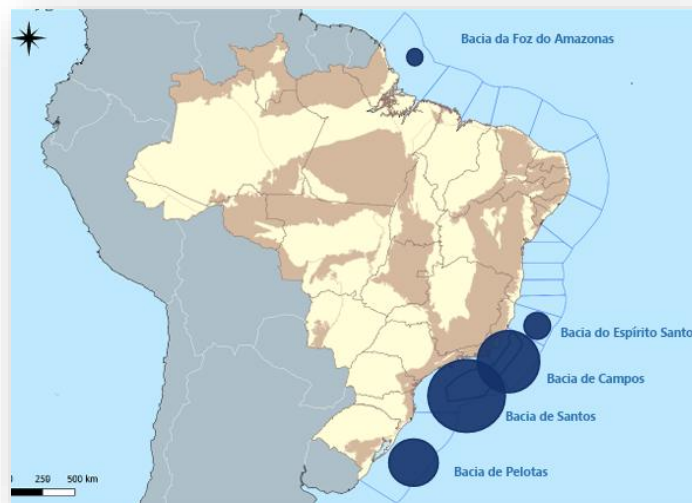 Bacia da Foz do Amazonas
Bacia do Espírito Santo
Bacia de Campos
Bacia de Santos
Bacia de Pelotas
0 250 500 km